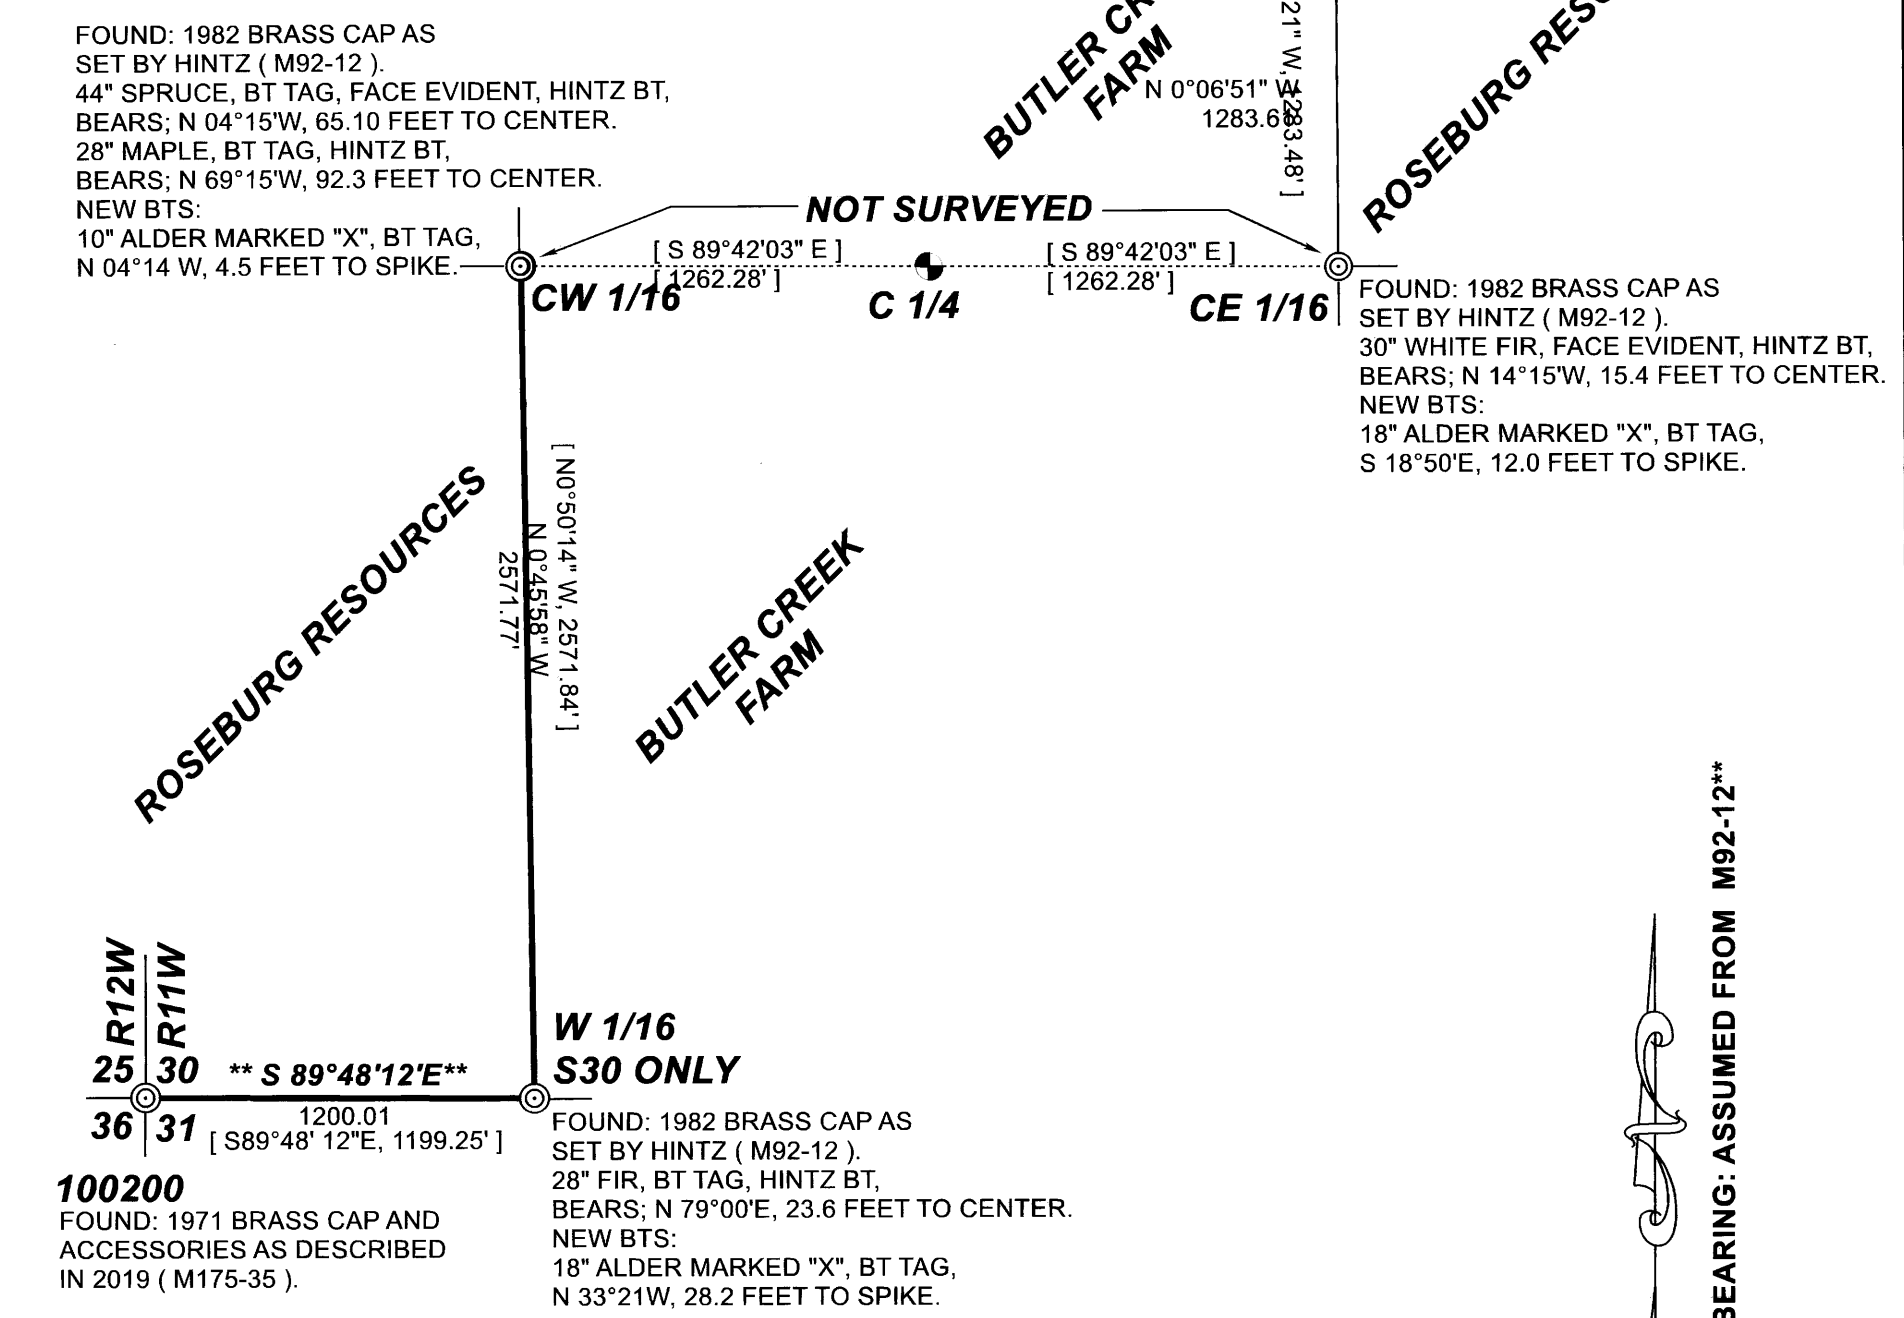 FOUND: 1982 BRASS CAP AS
SET BY HINTZ ( M92-12 ).
44" SPRUCE, BT TAG, FACE EVIDENT, HINTZ BT,
BEARS; N 04°15'W, 65.10 FEET TO CENTER.
28" MAPLE, BT TAG, HINTZ BT,
BEARS; N 69°15'W, 92.3 FEET TO CENTER.
NEW BTS:
10" ALDER MARKED "X", BT TAG,
N 04°14 W, 4.5 FEET TO SPIKE.
BUTLER
FARM
N 0°06'51" W
21" W, 1283.48' ]
ROSEBURG
NOT SURVEYED
[ S 89°42'03" E ]
[ 1262.28' ]
[ S 89°42'03" E ]
[ 1262.28' ]
CW 1/16
C 1/4
CE 1/16
FOUND: 1982 BRASS CAP AS
SET BY HINTZ ( M92-12 ).
30" WHITE FIR, FACE EVIDENT, HINTZ BT,
BEARS; N 14°15'W, 15.4 FEET TO CENTER.
NEW BTS:
18" ALDER MARKED "X", BT TAG,
S 18°50'E, 12.0 FEET TO SPIKE.
ROSEBURG RESOURCES
[ N0°50'14" W, 2571.84' ]
N 0°45'58" W
2571.77'
BUTLER CREEK
FARM
R12W
R11W
25 30
36 31
** S 89°48'12'E**
1200.01
[ S89°48' 12"E, 1199.25' ]
W 1/16
S30 ONLY
FOUND: 1982 BRASS CAP AS
SET BY HINTZ ( M92-12 ).
28" FIR, BT TAG, HINTZ BT,
BEARS; N 79°00'E, 23.6 FEET TO CENTER.
NEW BTS:
18" ALDER MARKED "X", BT TAG,
N 33°21W, 28.2 FEET TO SPIKE.
100200
FOUND: 1971 BRASS CAP AND
ACCESSORIES AS DESCRIBED
IN 2019 ( M175-35 ).
BEARING: ASSUMED FROM M92-12**